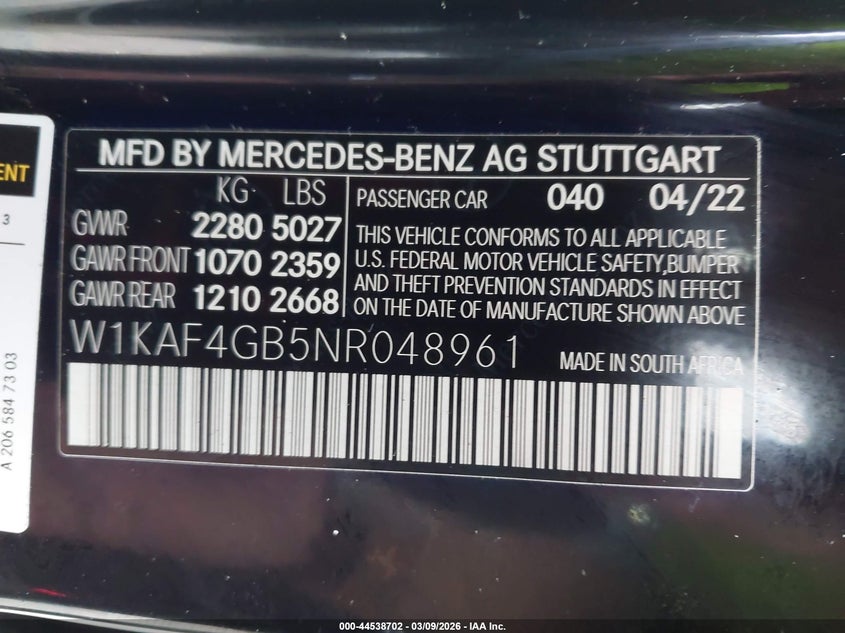 MFD BY MERCEDES-BENZ AG STUTTGART
KG LBS
GVWR 2280 5027
GAWR FRONT 1070 2359
GAWR REAR 1210 2668
PASSENGER CAR 040 04/22
THIS VEHICLE CONFORMS TO ALL APPLICABLE
U.S. FEDERAL MOTOR VEHICLE SAFETY,BUMPER
AND THEFT PREVENTION STANDARDS IN EFFECT
ON THE DATE OF MANUFACTURE SHOWN ABOVE
W1KAF4GB5NR048961
MADE IN SOUTH AFRICA
ENT
3
A 206 584 73 03
000-44538702 - 03/09/2026 - IAA Inc.